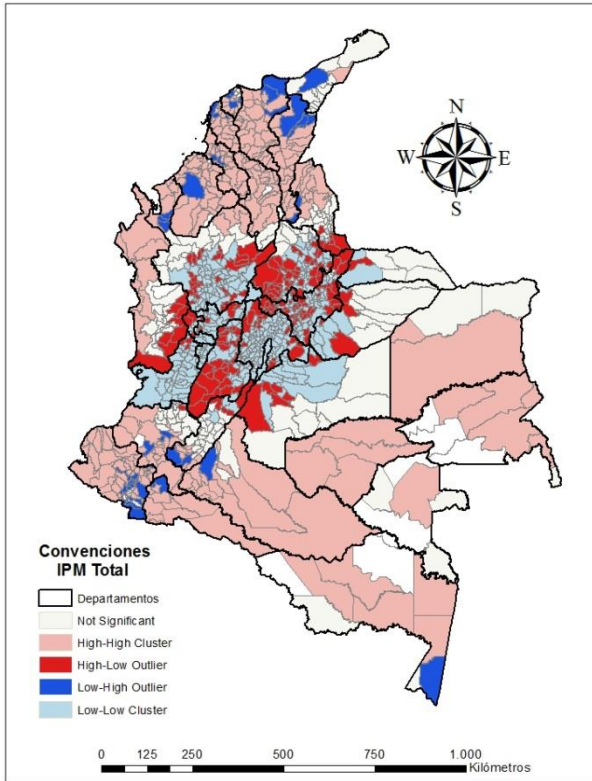 N
W E
S
Convenciones
IPM Total
Departamentos
Not Significant
High-High Cluster
High-Low Outlier
Low-High Outlier
Low-Low Cluster
0 125 250 500 750 1.000
Kilómetros